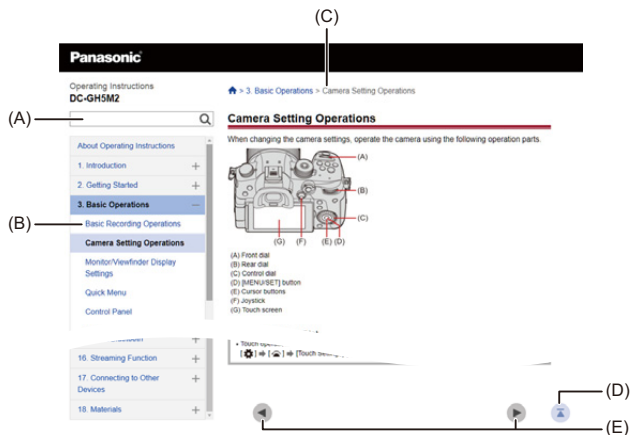 (C)
Panasonic
Operating Instructions
DC-GH5M2
> 3. Basic Operations > Camera Setting Operations
(A)
Camera Setting Operations
When changing the camera settings, operate the camera using the following operation parts.
About Operating Instructions
1. Introduction +
2. Getting Started +
3. Basic Operations −
(B)
Basic Recording Operations
Camera Setting Operations
Monitor/Viewfinder Display
Settings
Quick Menu
Control Panel
(A)
(B)
(C)
(G) (F) (E) (D)
(A) Front dial
(B) Rear dial
(C) Control dial
(D) [MENU/SET] button
(E) Cursor buttons
(F) Joystick
(G) Touch screen
16. Streaming Function +
17. Connecting to Other +
Devices
18. Materials +
(D)
(E)